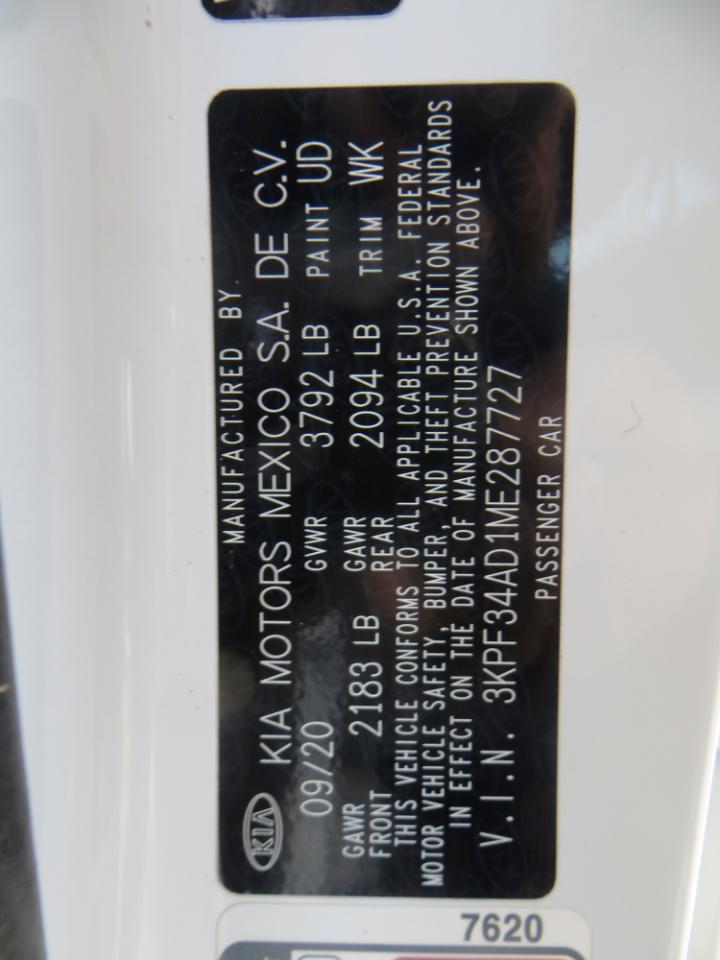 MANUFACTURED BY
KIA KIA MOTORS MEXICO S.A. DE C.V.
09/20 GVWR 3792 LB PAINT UD
GAWR FRONT 2183 LB GAWR REAR 2094 LB TRIM WK
THIS VEHICLE CONFORMS TO ALL APPLICABLE U.S.A. FEDERAL
MOTOR VEHICLE SAFETY, BUMPER, AND THEFT PREVENTION STANDARDS
IN EFFECT ON THE DATE OF MANUFACTURE SHOWN ABOVE.
V.I.N. 3KPF34AD1ME287727
PASSENGER CAR
7620